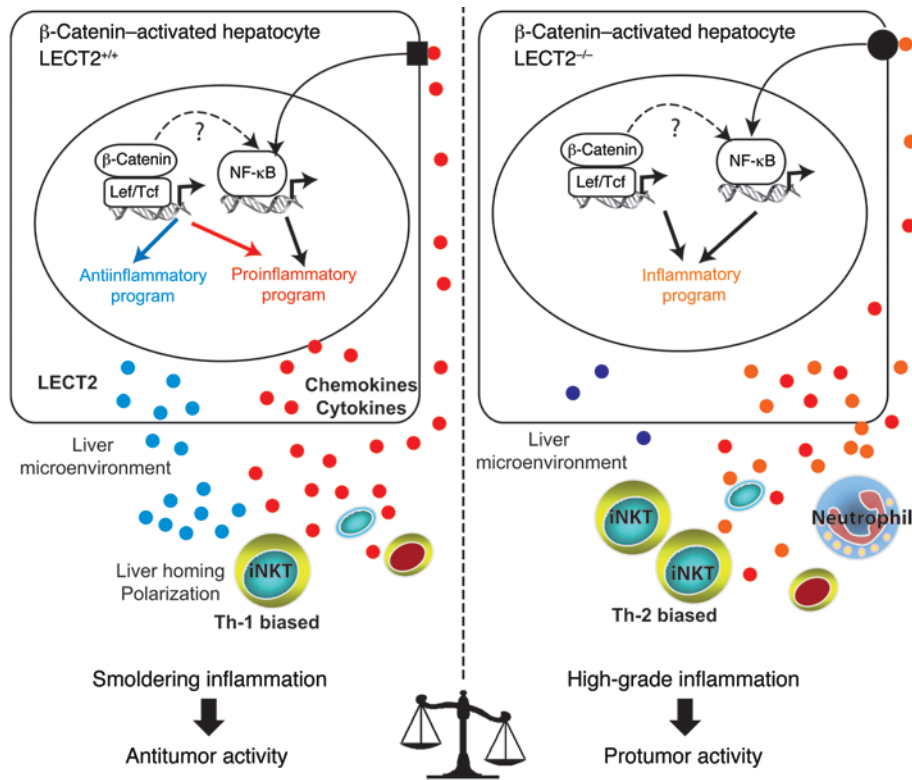 β-Catenin–activated hepatocyte
LECT2+/+
?
β-Catenin
Lef/Tcf
NF-κB
Antiinflammatory
program
Proinflammatory
program
LECT2
Chemokines
Cytokines
Liver
microenvironment
Liver homing
Polarization
iNKT
Th-1 biased
Smoldering inflammation
Antitumor activity
β-Catenin–activated hepatocyte
LECT2–/–
?
β-Catenin
Lef/Tcf
NF-κB
Inflammatory
program
Liver
microenvironment
iNKT
iNKT
Neutrophil
Th-2 biased
High-grade inflammation
Protumor activity